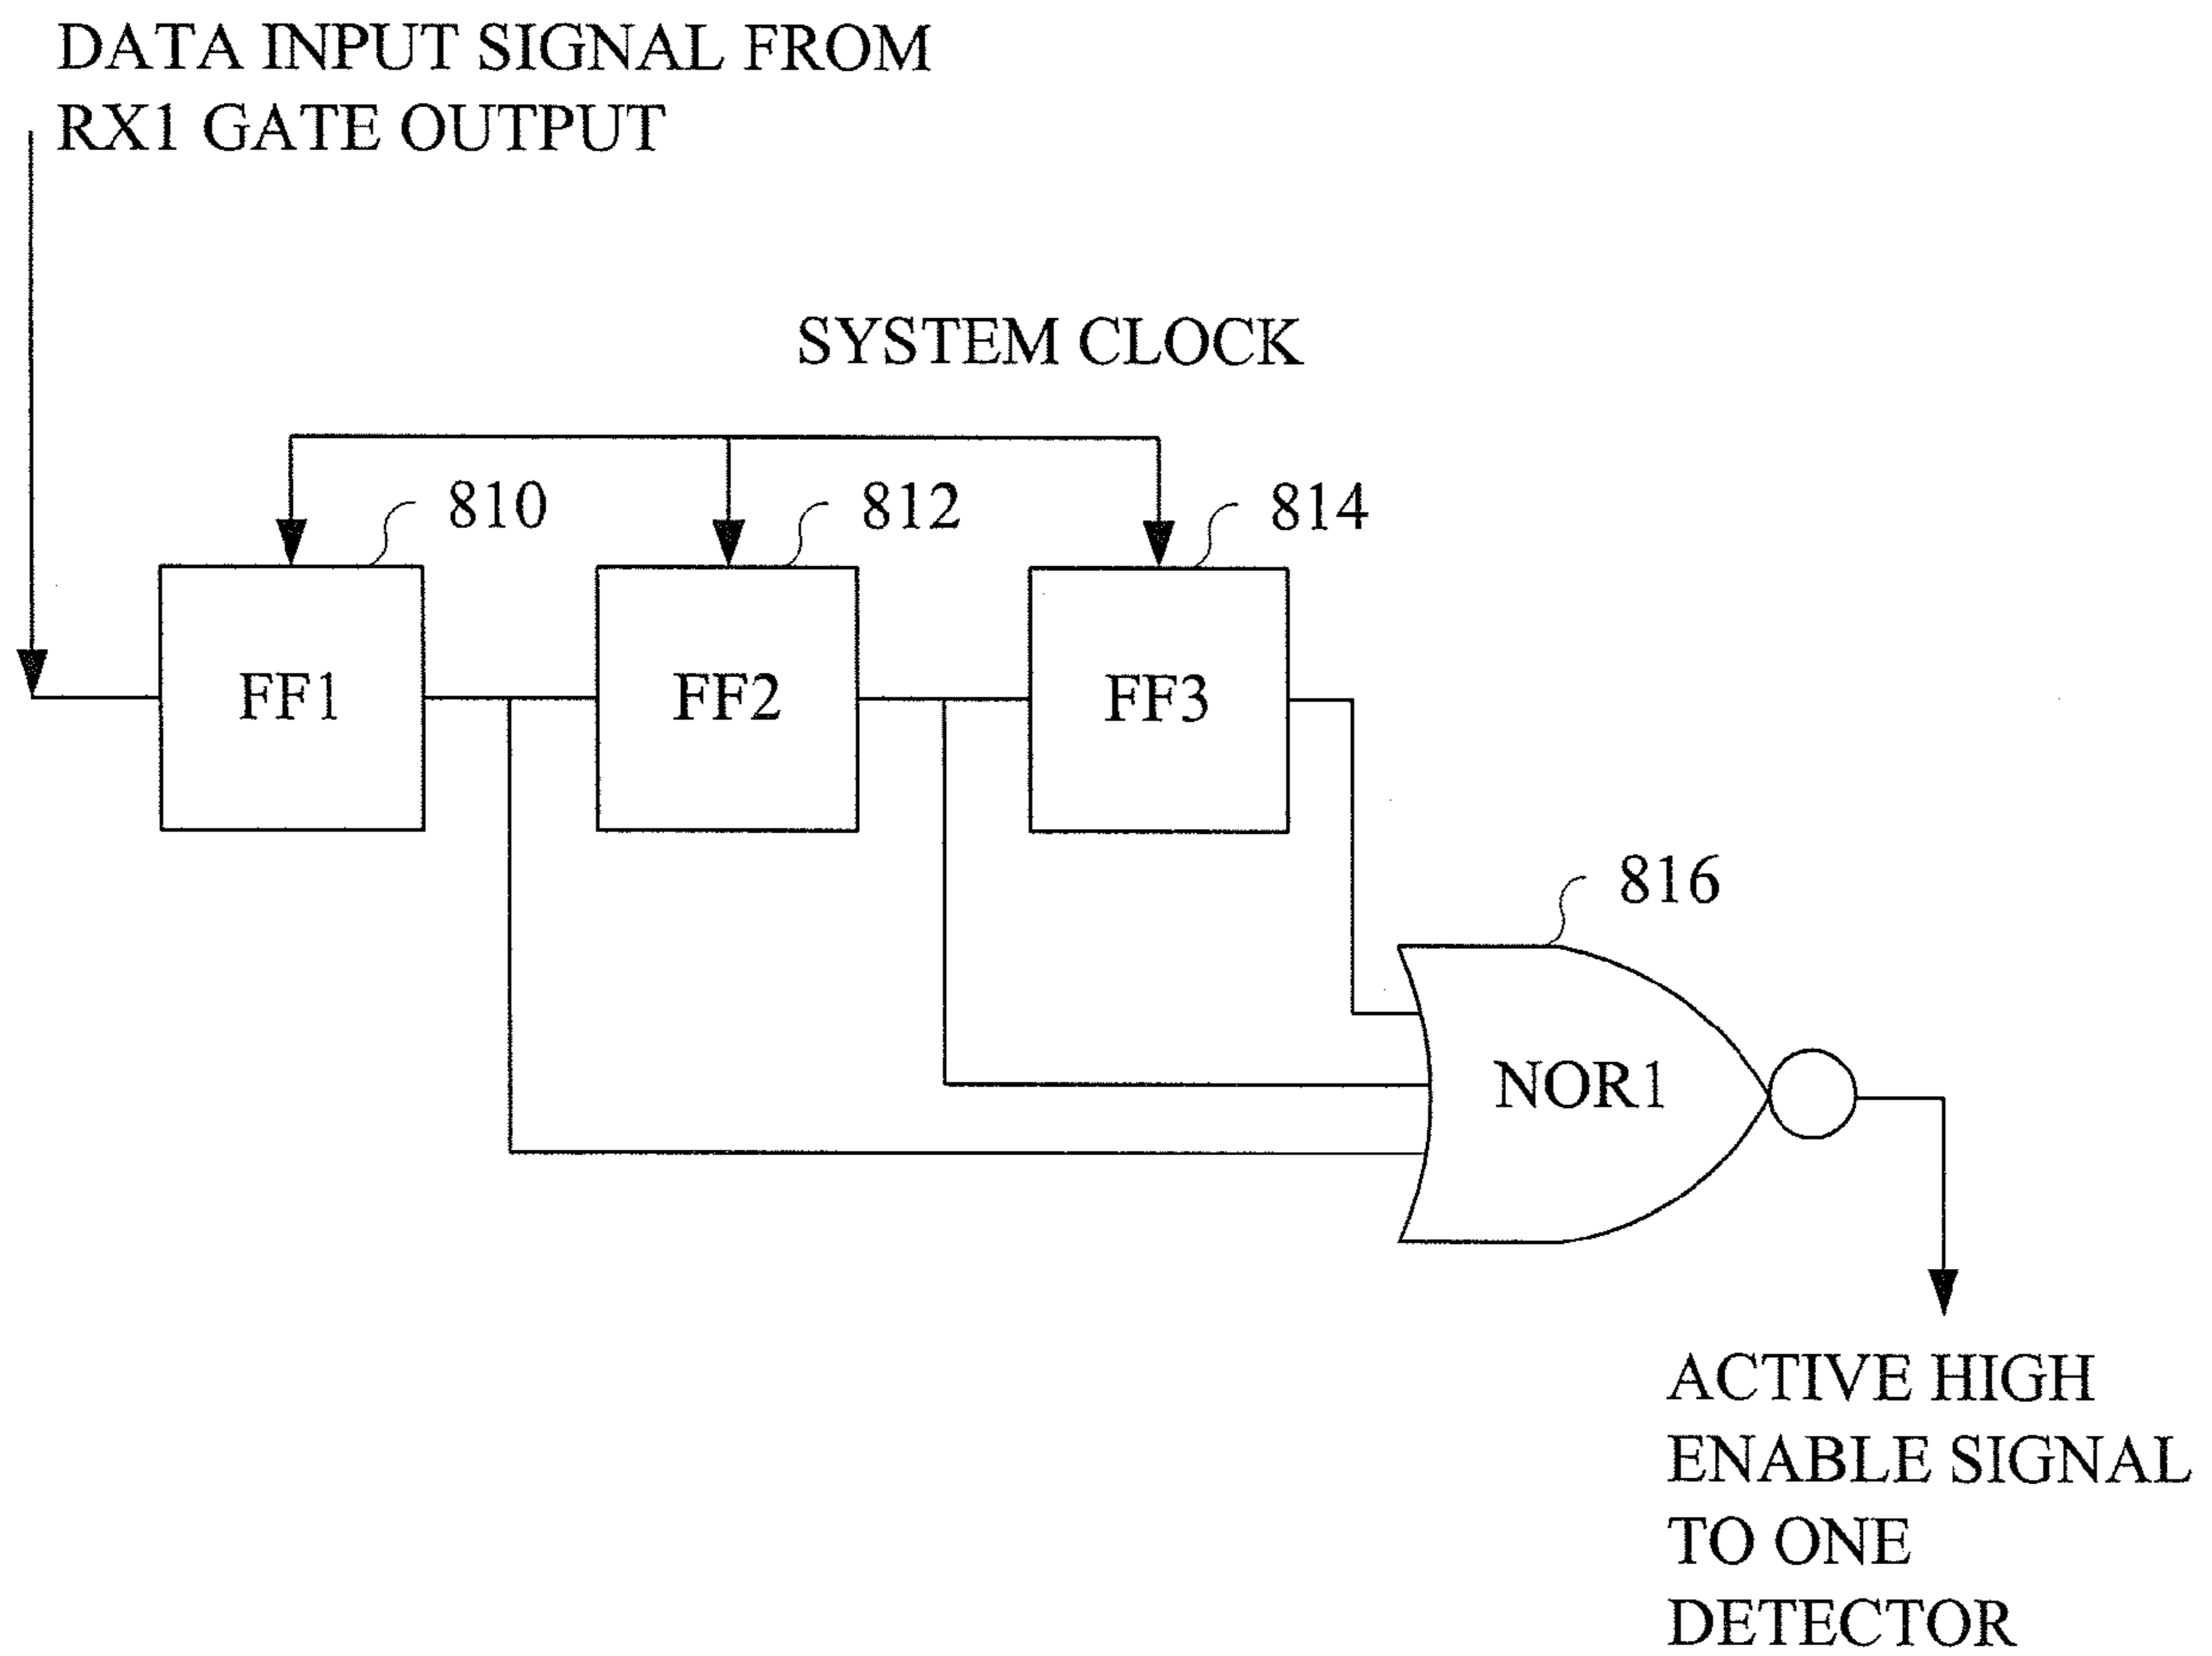 DATA INPUT SIGNAL FROM
RX1 GATE OUTPUT
SYSTEM CLOCK
810
812
814
FF1
FF2
FF3
816
NOR1
ACTIVE HIGH
ENABLE SIGNAL
TO ONE
DETECTOR